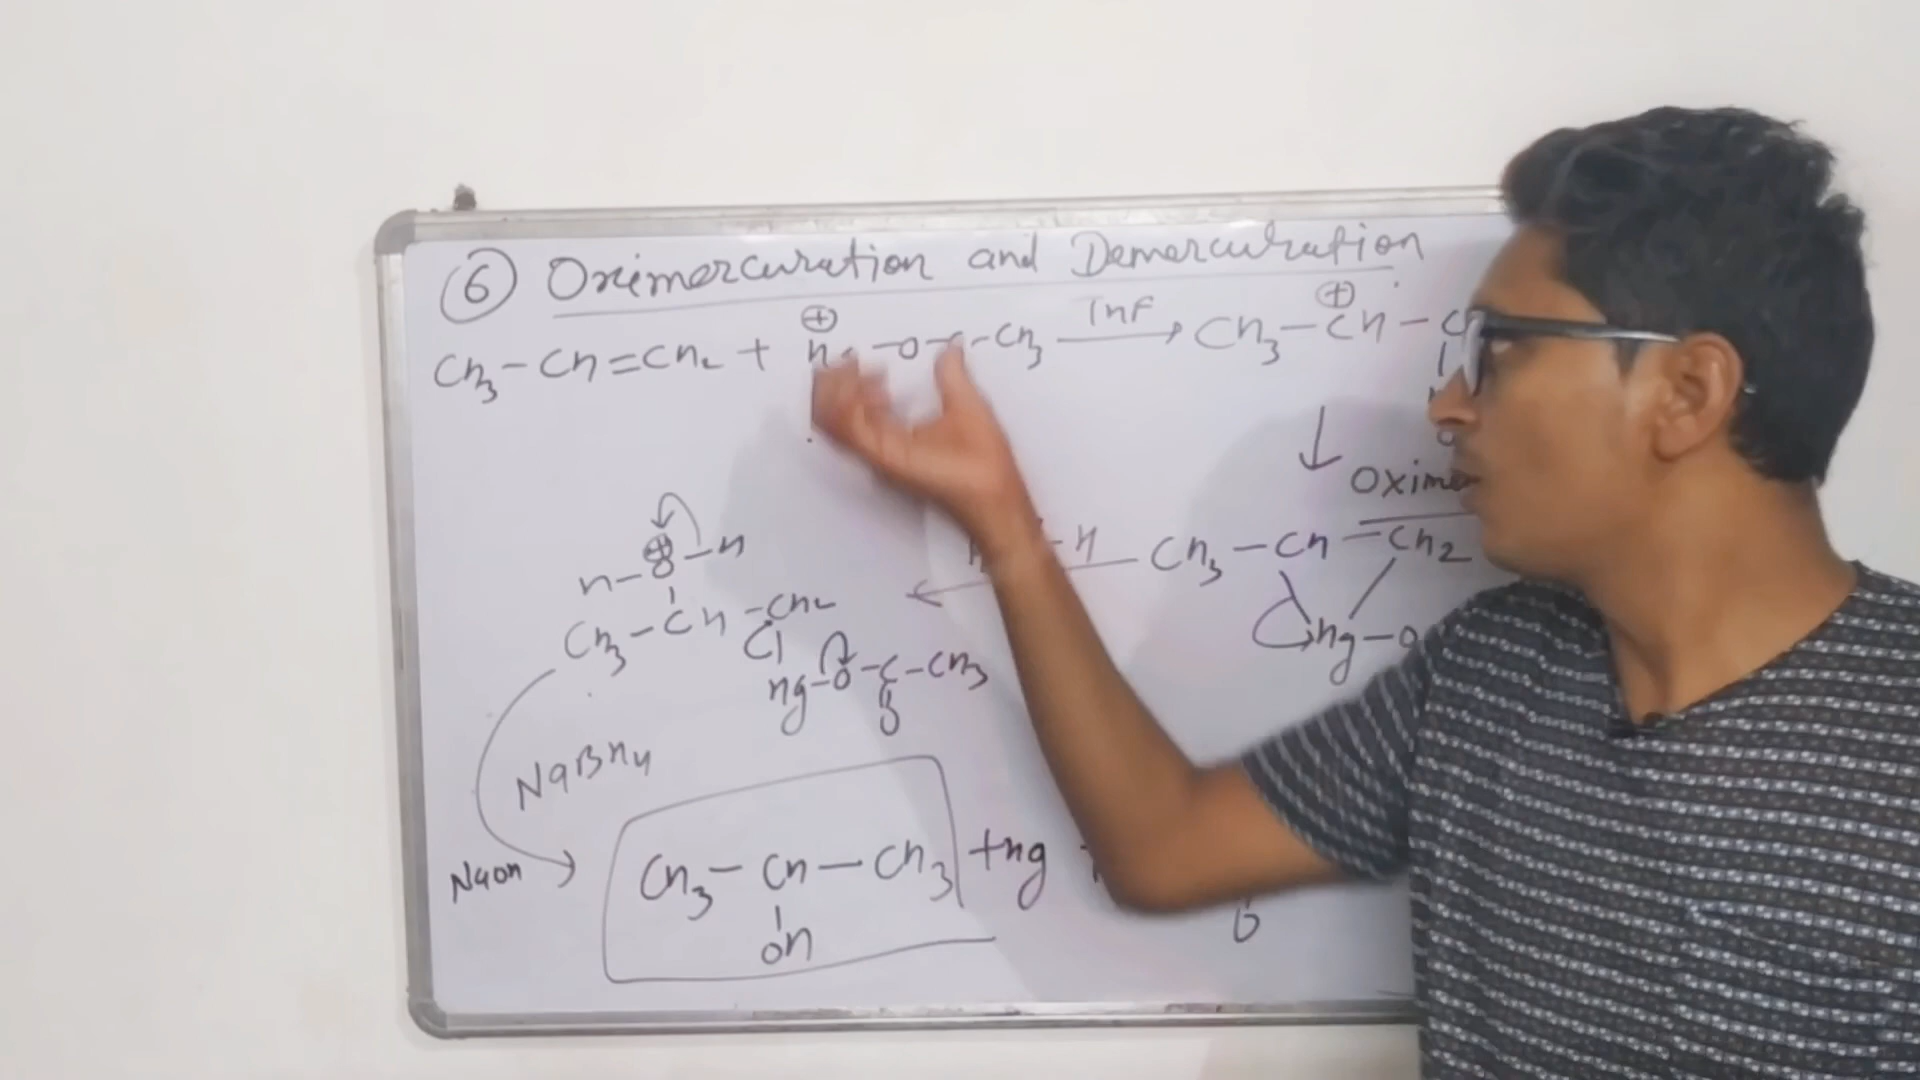 ⑥ Oximercuration and Demercuration
CH3-CH=CH2 + H -O-C-CH3 THF→ CH3-CH-C
⊕ ⊕
↓ Oxime
H-O-H
⊕
CH3-CH-CH2
Hg-O-C-CH3
O
-H
← CH3-CH-CH2
Hg-O
NaBH4
NaOH →
CH3-CH-CH3 +Hg +
OH
O